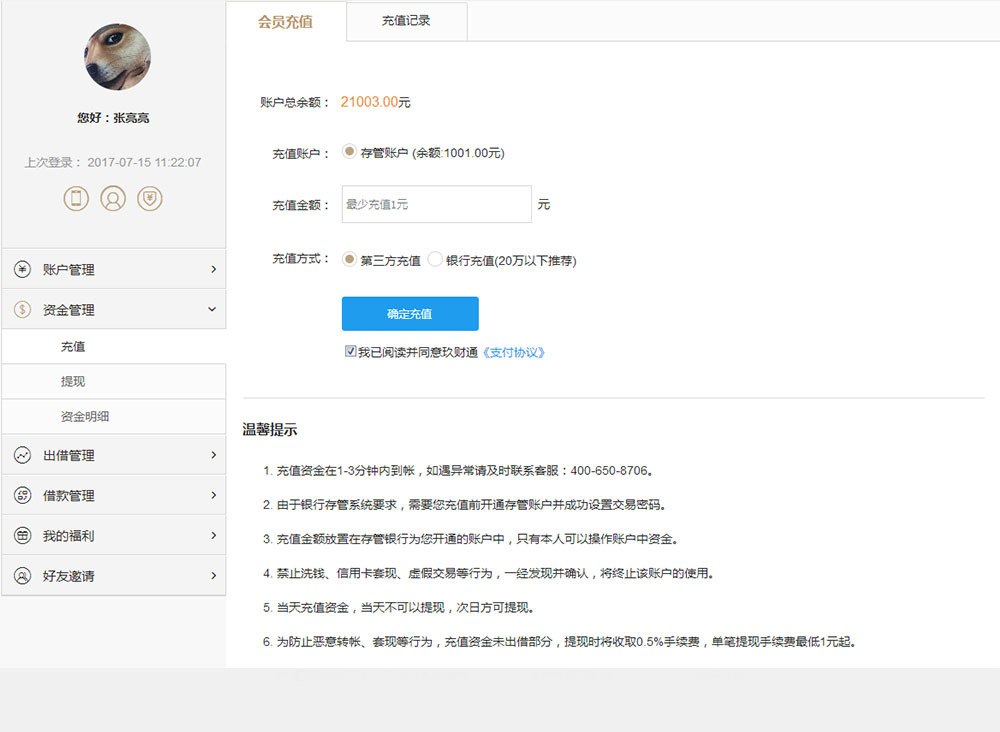 会员充值
充值记录
您好：张亮亮
上次登录： 2017-07-15 11:22:07
账户管理
资金管理
充值
提现
资金明细
出借管理
借款管理
我的福利
好友邀请
账户总余额： 21003.00元
充值账户： 存管账户 (余额:1001.00元)
充值金额： 最少充值1元 元
充值方式： 第三方充值 银行充值(20万以下推荐)
确定充值
我已阅读并同意玖财通《支付协议》
温馨提示
1. 充值资金在1-3分钟内到帐，如遇异常请及时联系客服：400-650-8706。
2. 由于银行存管系统要求，需要您充值前开通存管账户并成功设置交易密码。
3. 充值金额放置在存管银行为您开通的账户中，只有本人可以操作账户中资金。
4. 禁止洗钱、信用卡套现、虚假交易等行为，一经发现并确认，将终止该账户的使用。
5. 当天充值资金，当天不可以提现，次日方可提现。
6. 为防止恶意转帐、套现等行为，充值资金未出借部分，提现时将收取0.5%手续费，单笔提现手续费最低1元起。